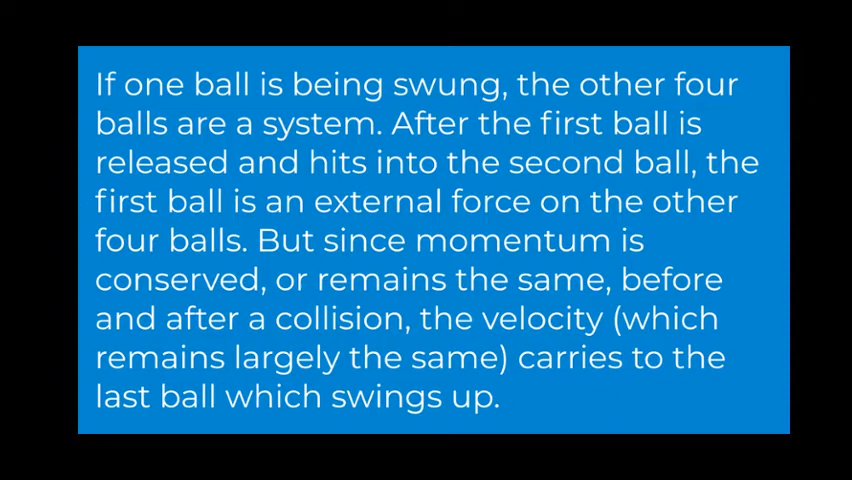 If one ball is being swung, the other four
balls are a system. After the first ball is
released and hits into the second ball, the
first ball is an external force on the other
four balls. But since momentum is
conserved, or remains the same, before
and after a collision, the velocity (which
remains largely the same) carries to the
last ball which swings up.